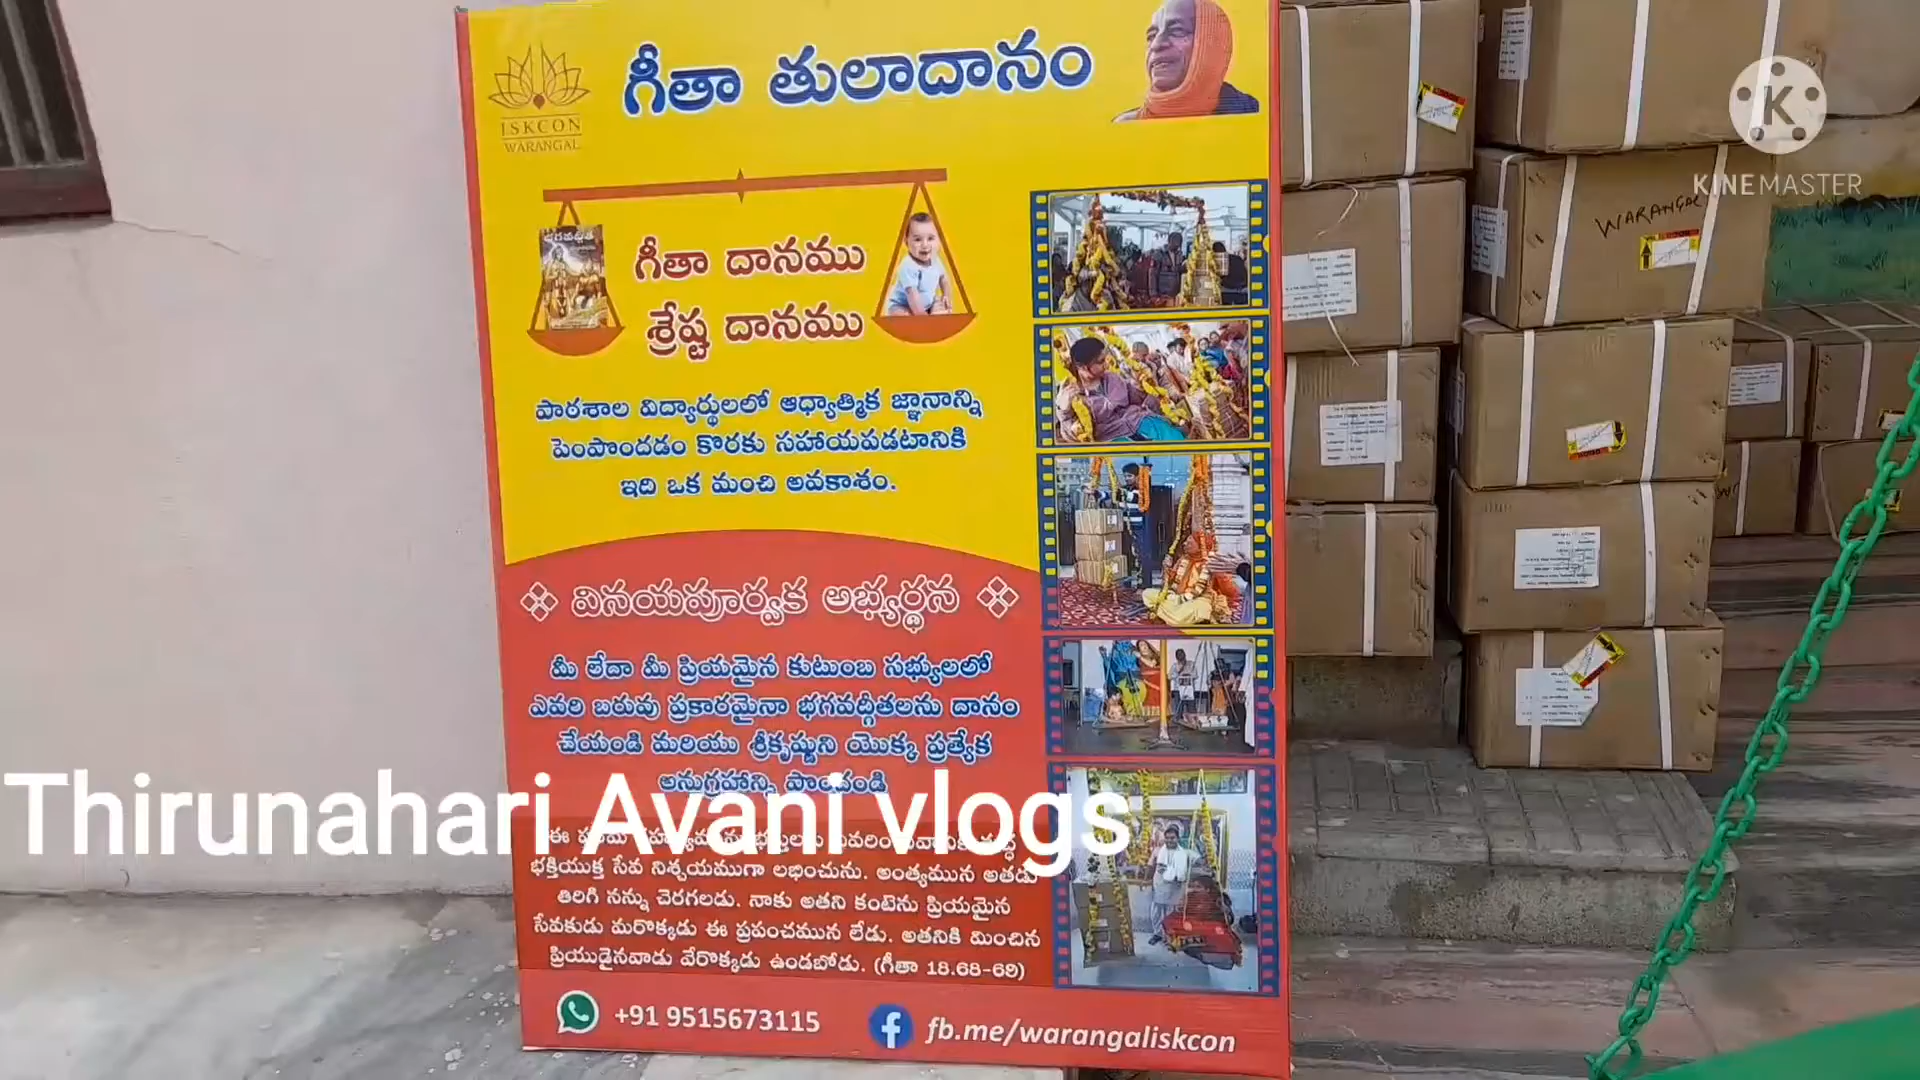 ISKCON
WARANGAL
గీతా తులాదానం
భగవద్గీత
గీతా దానము
శ్రేష్ట దానము
పాఠశాల విద్యార్థులలో ఆధ్యాత్మిక జ్ఞానాన్ని
పెంపొందడం కొరకు సహాయపడటానికి
ఇది ఒక మంచి అవకాశం.
వినయపూర్వక అభ్యర్థన
మీ లేదా మీ ప్రియమైన కుటుంబ సభ్యులలో
ఎవరి బరువు ప్రకారమైనా భగవద్గీతలను దానం
చేయండి మరియు శ్రీకృష్ణుని యొక్క ప్రత్యేక
అనుగ్రహాన్ని పొందండి
Thirunahari Avani vlogs
ఈ
భక్తియుక్త సేవ నిశ్చయముగా లభించును. అంత్యమున అతడు
తిరిగి నన్ను చెరగలడు. నాకు అతని కంటెను ప్రియమైన
సేవకుడు మరొక్కడు ఈ ప్రపంచమున లేడు. అతనికి మించిన
ప్రియుడైనవాడు వేరొక్కడు ఉండబోడు. (గీతా 18.68-69)
+91 9515673115
fb.me/warangaliskcon
K
KINEMASTER
WARANGAL